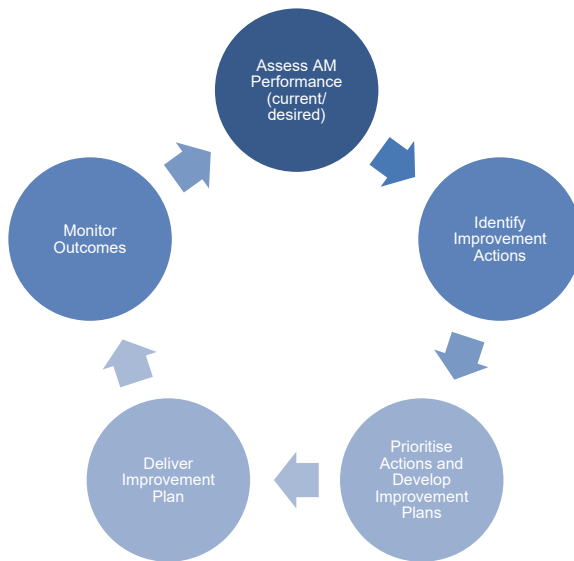 Assess AM
Performance
(current/
desired)
Identify
Improvement
Actions
Prioritise
Actions and
Develop
Improvement
Plans
Deliver
Improvement
Plan
Monitor
Outcomes